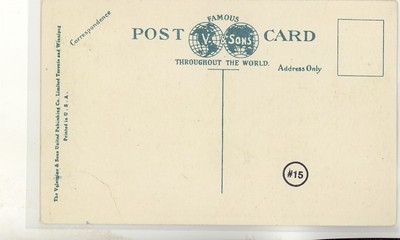 FAMOUS
POST V. & SONS CARD
THROUGHOUT THE WORLD.
Correspondence
Address Only
The Valentine & Sons United Publishing Co. Limited Toronto and Winnipeg
Printed in U.S.A.
#15